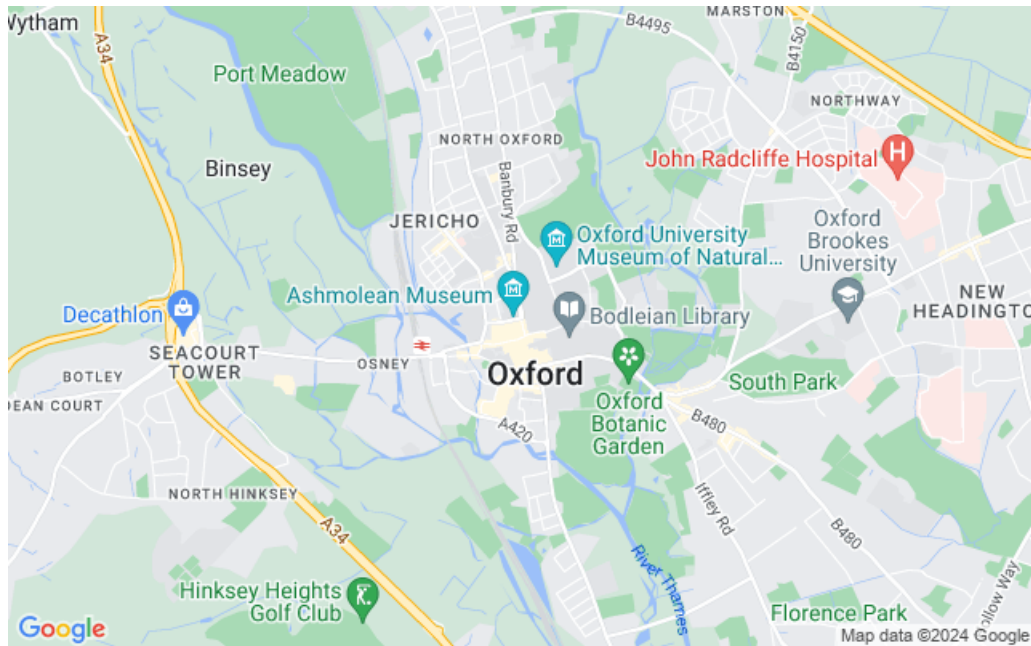 Wytham
A34
Port Meadow
Binsey
B4495
MARSTON
B4150
NORTHWAY
NORTH OXFORD
Banbury Rd
John Radcliffe Hospital
H
JERICHO
Oxford University
Museum of Natural...
Oxford
Brookes
University
Ashmolean Museum
M
M
Bodleian Library
NEW
HEADINGTO
Decathlon
SEACOURT
TOWER
OSNEY
BOTLEY
DEAN COURT
Oxford
South Park
Oxford
Botanic
Garden
B480
A420
Iffley Rd
NORTH HINKSEY
A34
B480
River Thames
Hinksey Heights
Golf Club
Florence Park
ollow Way
Google
Map data ©2024 Google